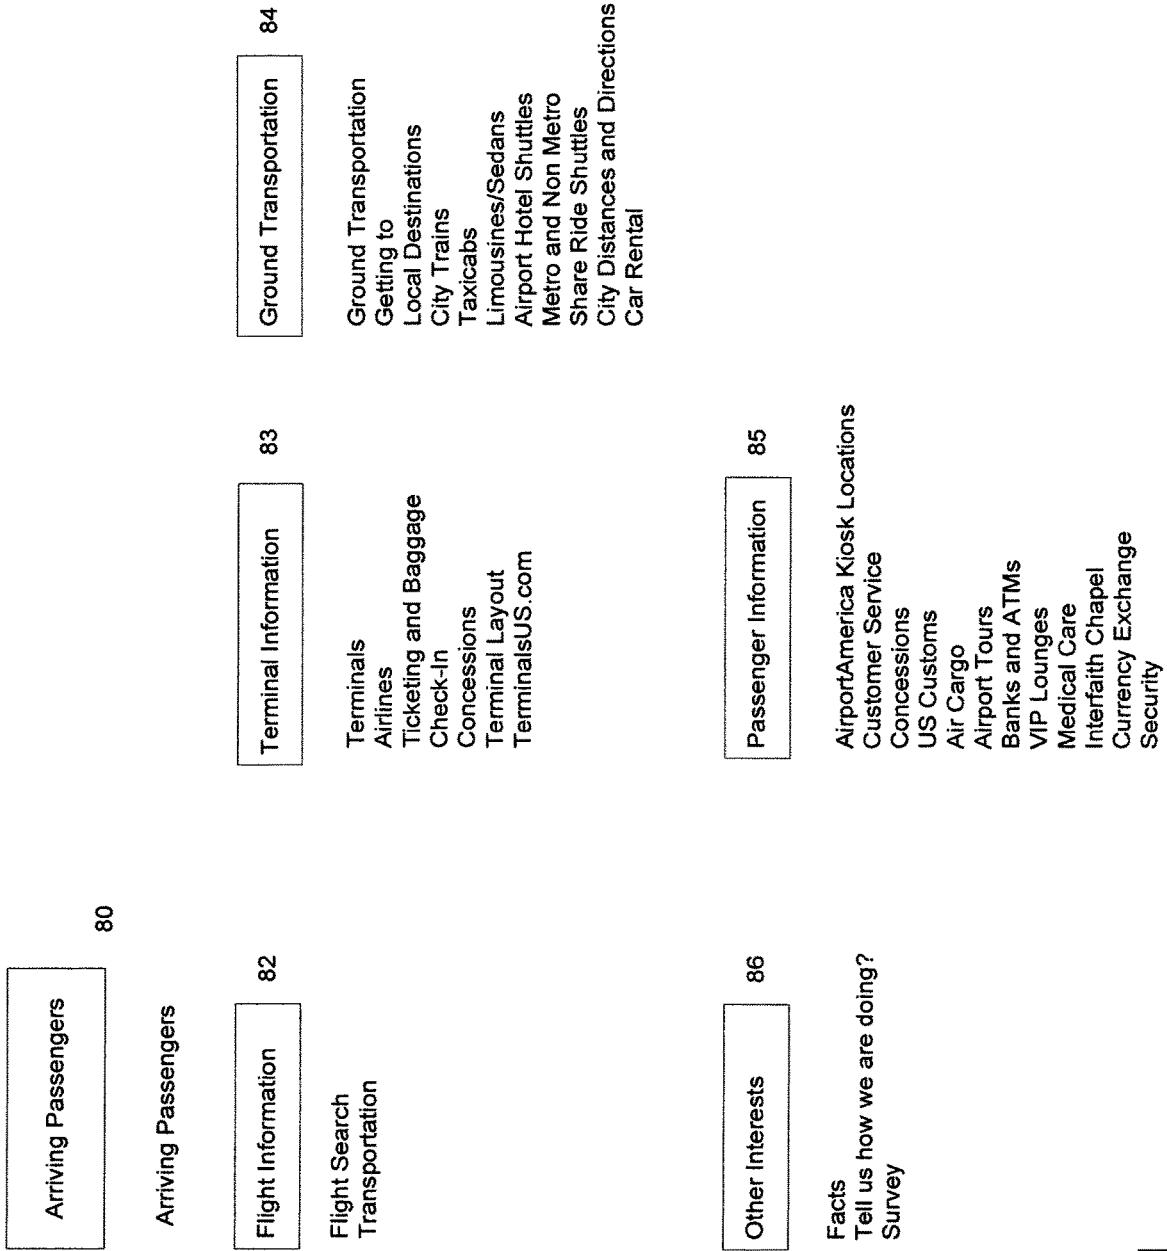 Arriving Passengers
80
Arriving Passengers
Flight Information
82
Flight Search
Transportation
Terminal Information
83
Terminals
Airlines
Ticketing and Baggage
Check-In
Concessions
Terminal Layout
TerminalsUS.com
Ground Transportation
84
Ground Transportation
Getting to
Local Destinations
City Trains
Taxicabs
Limousines/Sedans
Airport Hotel Shuttles
Metro and Non Metro
Share Ride Shuttles
City Distances and Directions
Car Rental
Other Interests
86
Facts
Tell us how we are doing?
Survey
Passenger Information
85
AirportAmerica Kiosk Locations
Customer Service
Concessions
US Customs
Air Cargo
Airport Tours
Banks and ATMs
VIP Lounges
Medical Care
Interfaith Chapel
Currency Exchange
Security